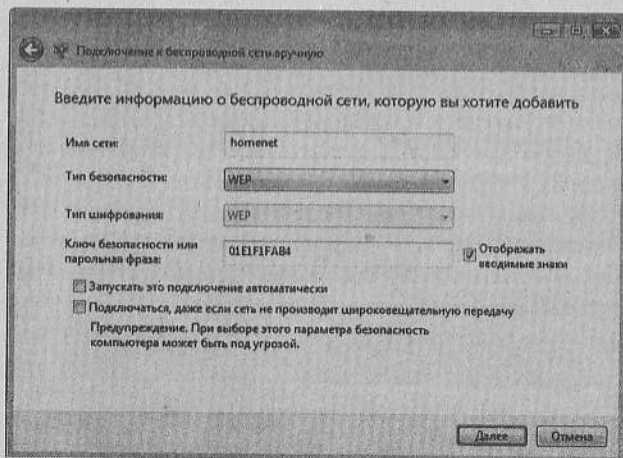 Подключение к беспроводной сети вручную
Введите информацию о беспроводной сети, которую вы хотите добавить
Имя сети:
homenet
Тип безопасности:
WEP
Тип шифрования:
WEP
Ключ безопасности или
парольная фраза:
01E1F1FAB4
Отображать
вводимые знаки
Запускать это подключение автоматически
Подключаться, даже если сеть не производит широковещательную передачу
Предупреждение. При выборе этого параметра безопасность
компьютера может быть под угрозой.
Далее
Отмена